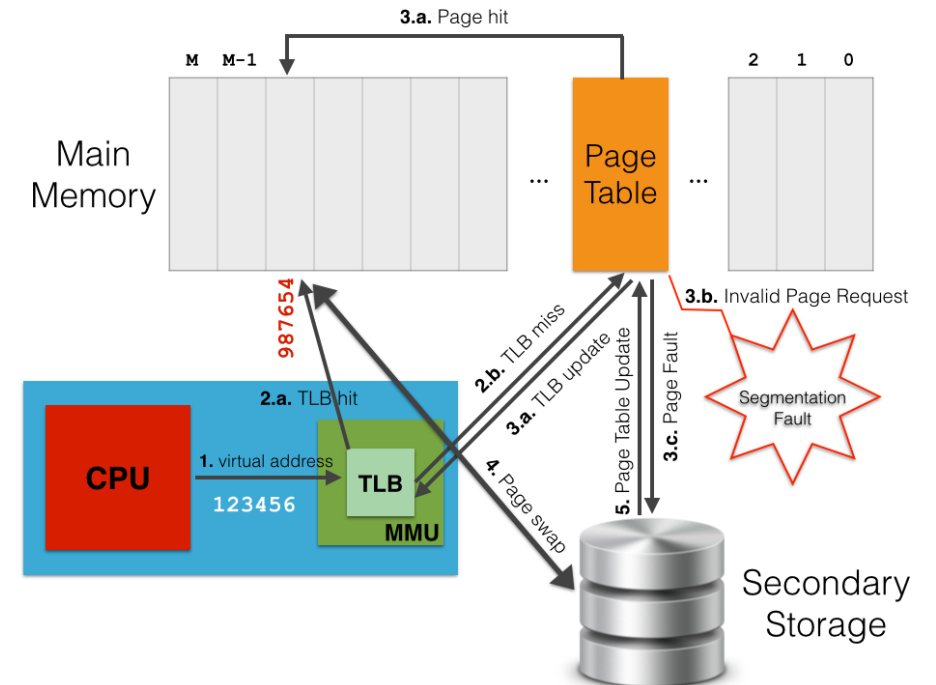 3.a. Page hit
M M-1
2 1 0
Main
Memory
...
Page
Table
...
987654
3.b. Invalid Page Request
2.b. TLB miss
3.a. TLB update
5. Page Table Update
3.c. Page Fault
Segmentation
Fault
2.a. TLB hit
CPU
1. virtual address
123456
TLB
MMU
4. Page swap
Secondary
Storage